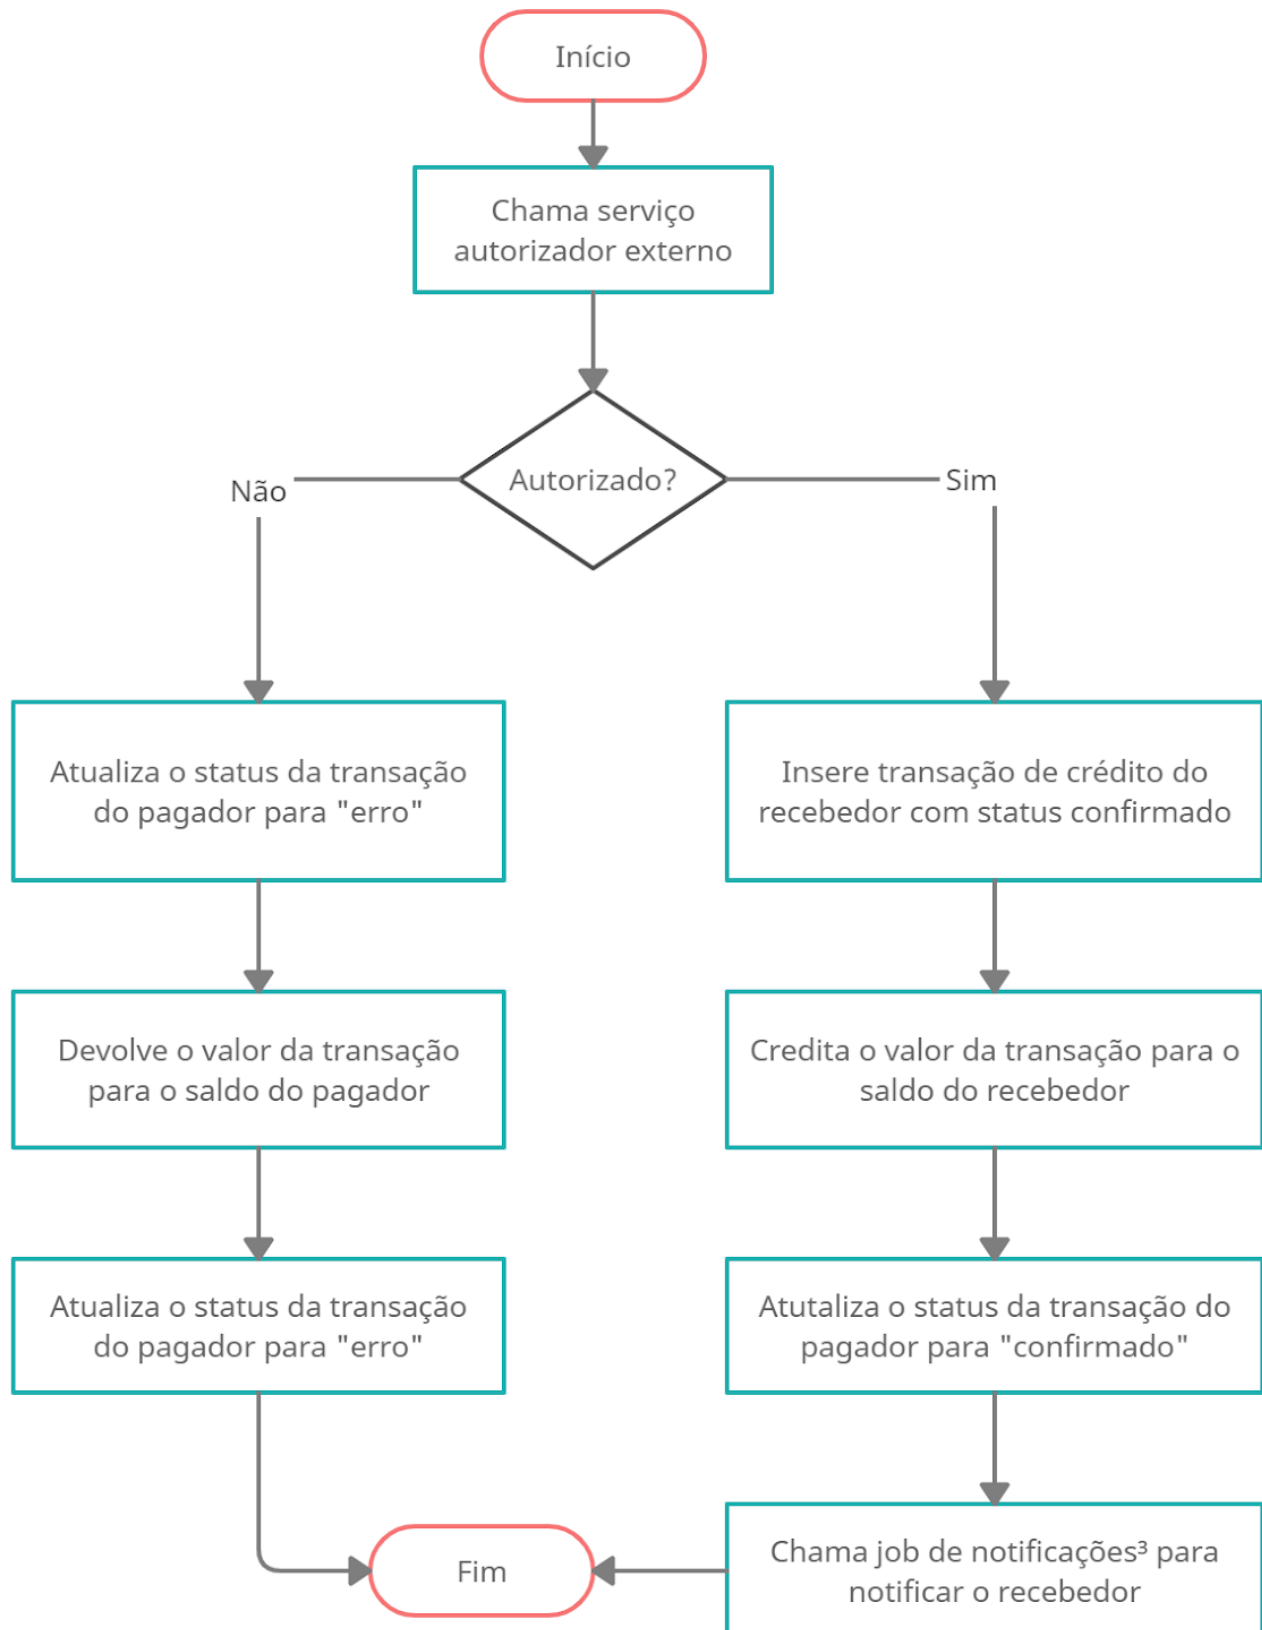 Início
Chama serviço
autorizador externo
Autorizado?
Não
Sim
Atualiza o status da transação
do pagador para "erro"
Insere transação de crédito do
recebedor com status confirmado
Devolve o valor da transação
para o saldo do pagador
Credita o valor da transação para o
saldo do recebedor
Atualiza o status da transação
do pagador para "erro"
Atutaliza o status da transação do
pagador para "confirmado"
Chama job de notificações³ para
notificar o recebedor
Fim